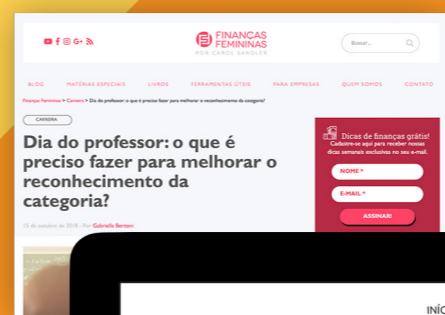 FINANÇAS
FEMININAS
POR CAROL SANDLER
Buscar...
BLOG MATÉRIAS ESPECIAIS LIVROS FERRAMENTAS ÚTEIS PARA EMPRESAS QUEM SOMOS CONTATO
Finanças Femininas > Carreira > Dia do professor: o que é preciso fazer para melhorar o reconhecimento da categoria?
CARREIRA
Dia do professor: o que é
preciso fazer para melhorar o
reconhecimento da
categoria?
15 de outubro de 2018 - Por Gabriella Bertoni
Dicas de finanças grátis!
Cadastre-se aqui para receber nossas
dicas semanais exclusivas no seu e-mail.
NOME *
E-MAIL *
ASSINAR!
INÍC